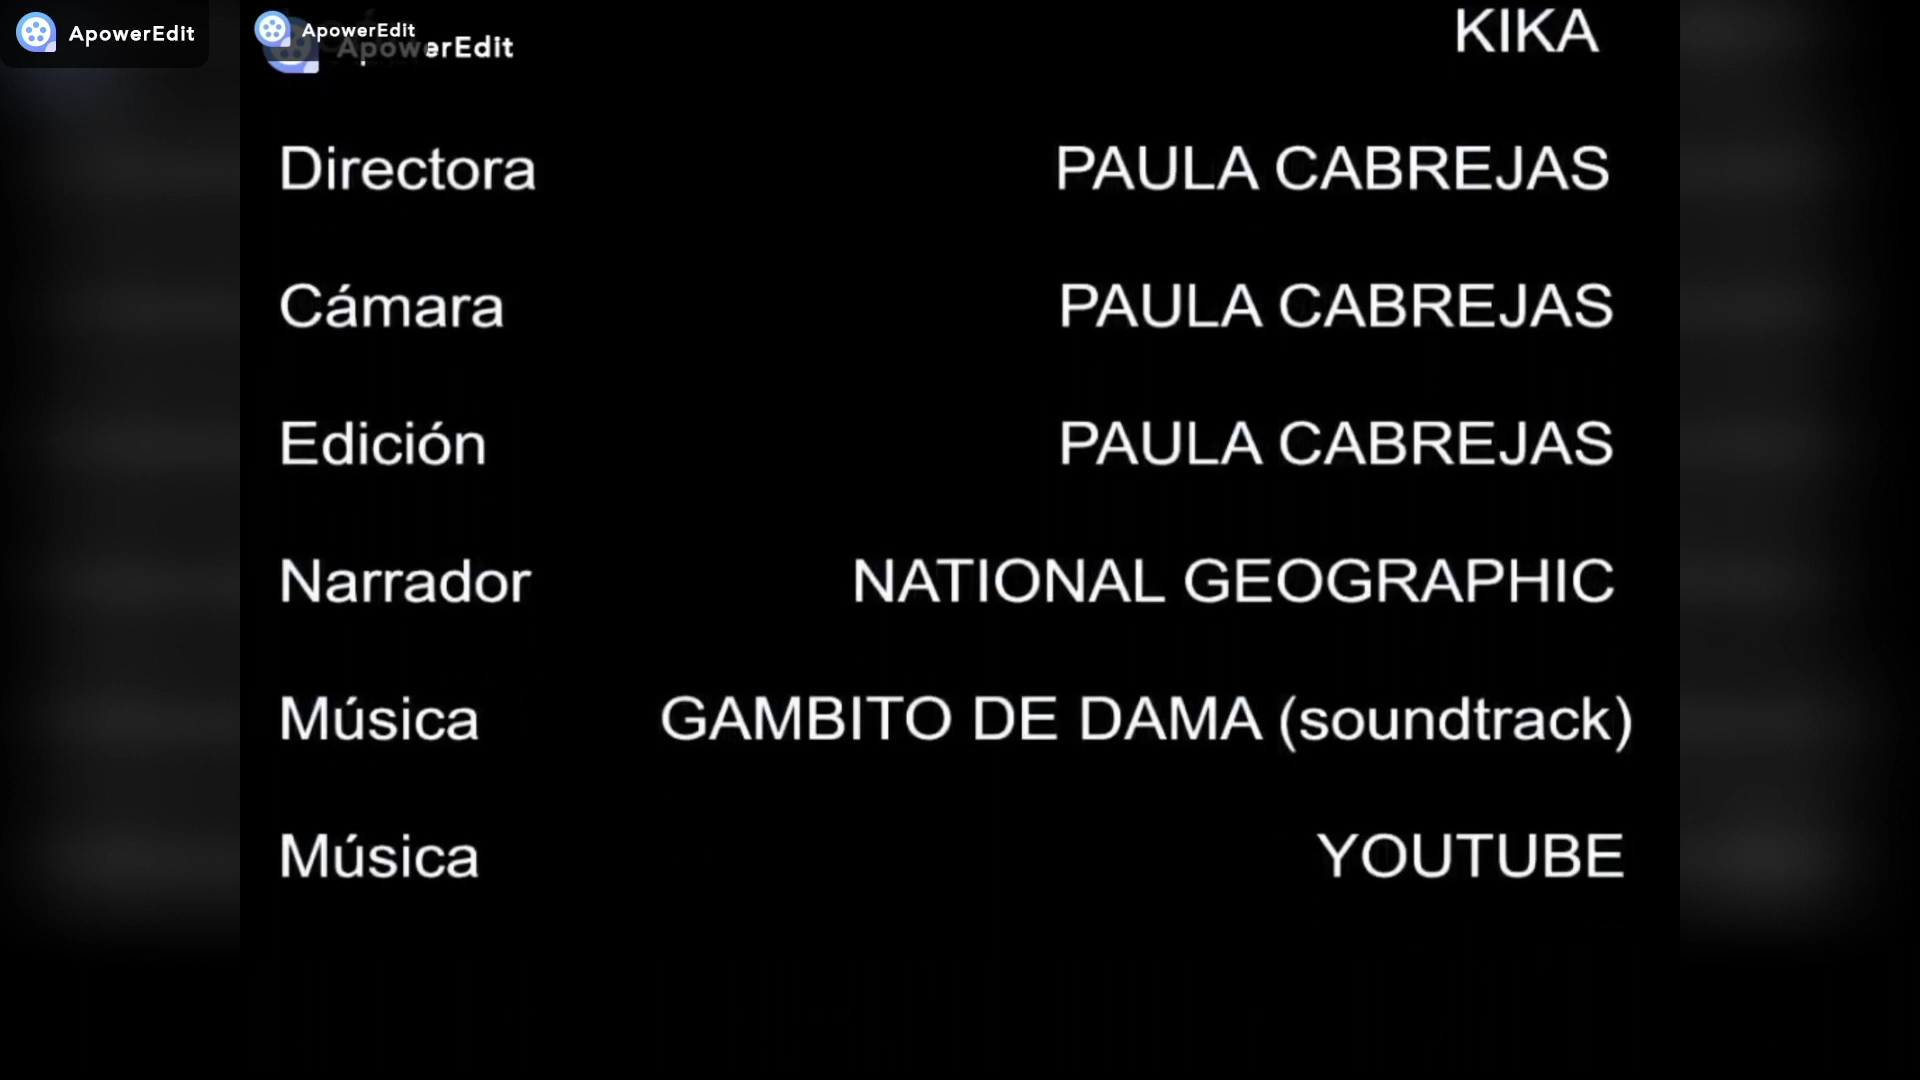 ApowerEdit
ApowerEdit
ApowerEdit
KIKA
Directora PAULA CABREJAS
Cámara PAULA CABREJAS
Edición PAULA CABREJAS
Narrador NATIONAL GEOGRAPHIC
Música GAMBITO DE DAMA (soundtrack)
Música YOUTUBE